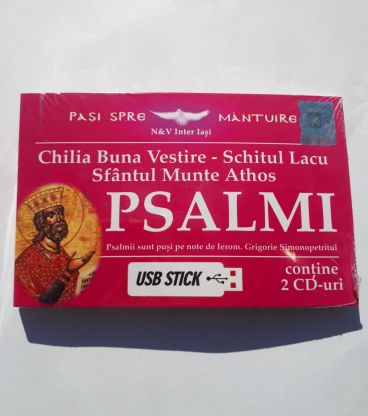 PAȘI SPRE MÂNTUIRE
N&V Inter Iași
Chilia Buna Vestire - Schitul Lacu
Sfântul Munte Athos
PSALMI
Psalmii sunt puși pe note de Ierom. Grigorie Simonopetritul
USB STICK
conține
2 CD-uri